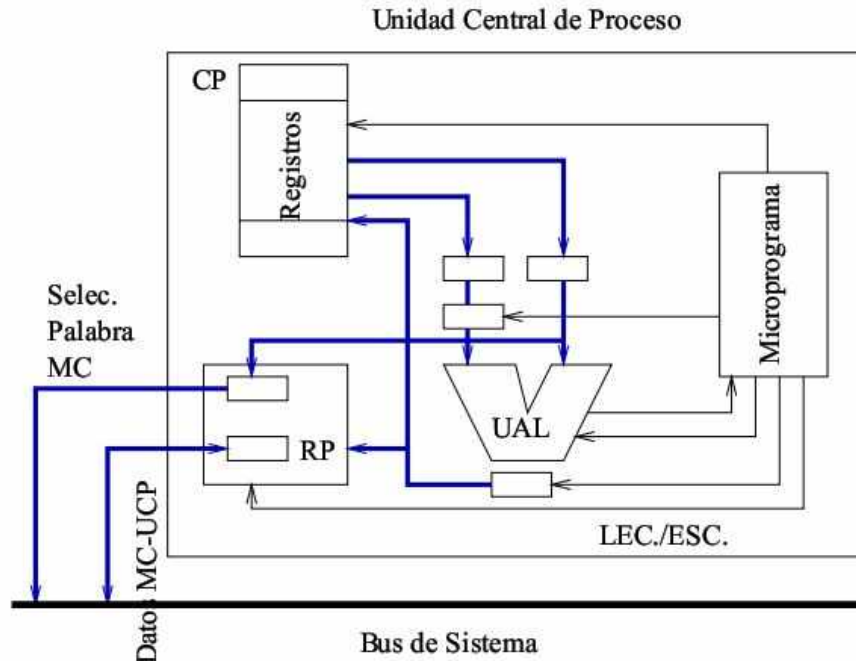 Unidad Central de Proceso
CP
Registros
Microprograma
Selec.
Palabra
MC
UAL
RP
LEC./ESC.
Datos MC-UCP
Bus de Sistema